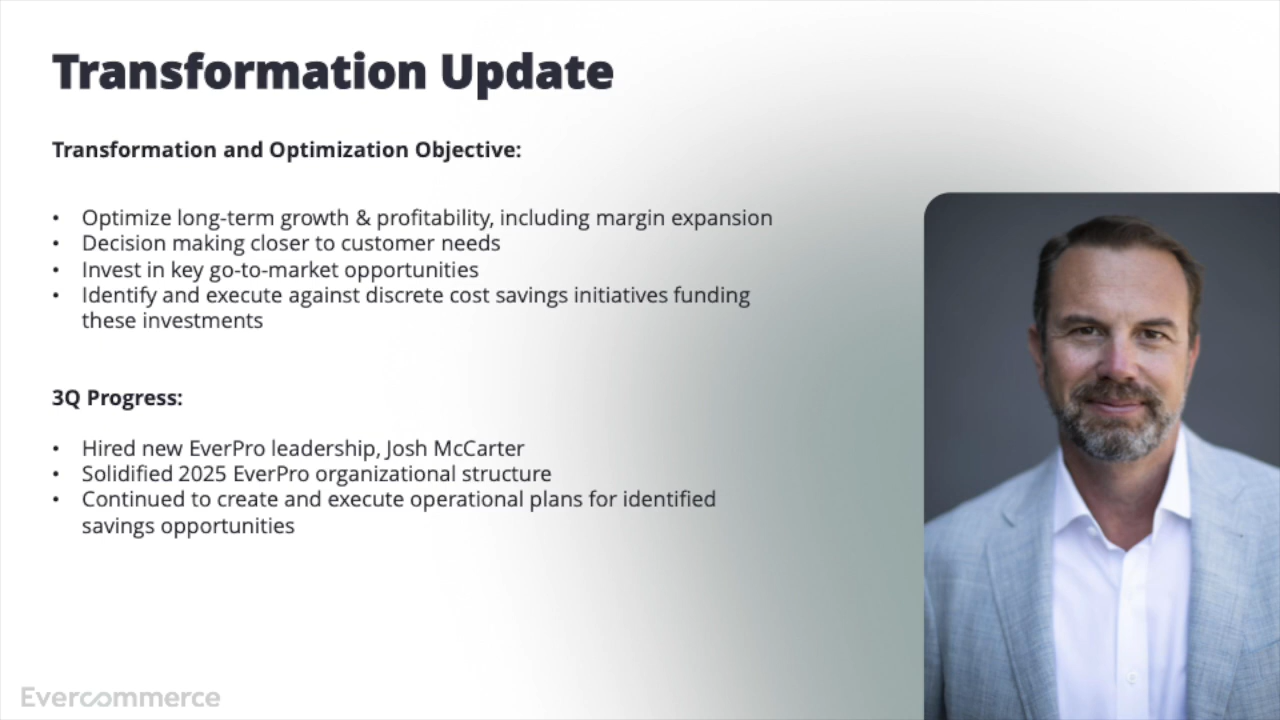 Transformation Update
Transformation and Optimization Objective:
• Optimize long-term growth & profitability, including margin expansion
• Decision making closer to customer needs
• Invest in key go-to-market opportunities
• Identify and execute against discrete cost savings initiatives funding
these investments
3Q Progress:
• Hired new EverPro leadership, Josh McCarter
• Solidified 2025 EverPro organizational structure
• Continued to create and execute operational plans for identified
savings opportunities
Evercommerce